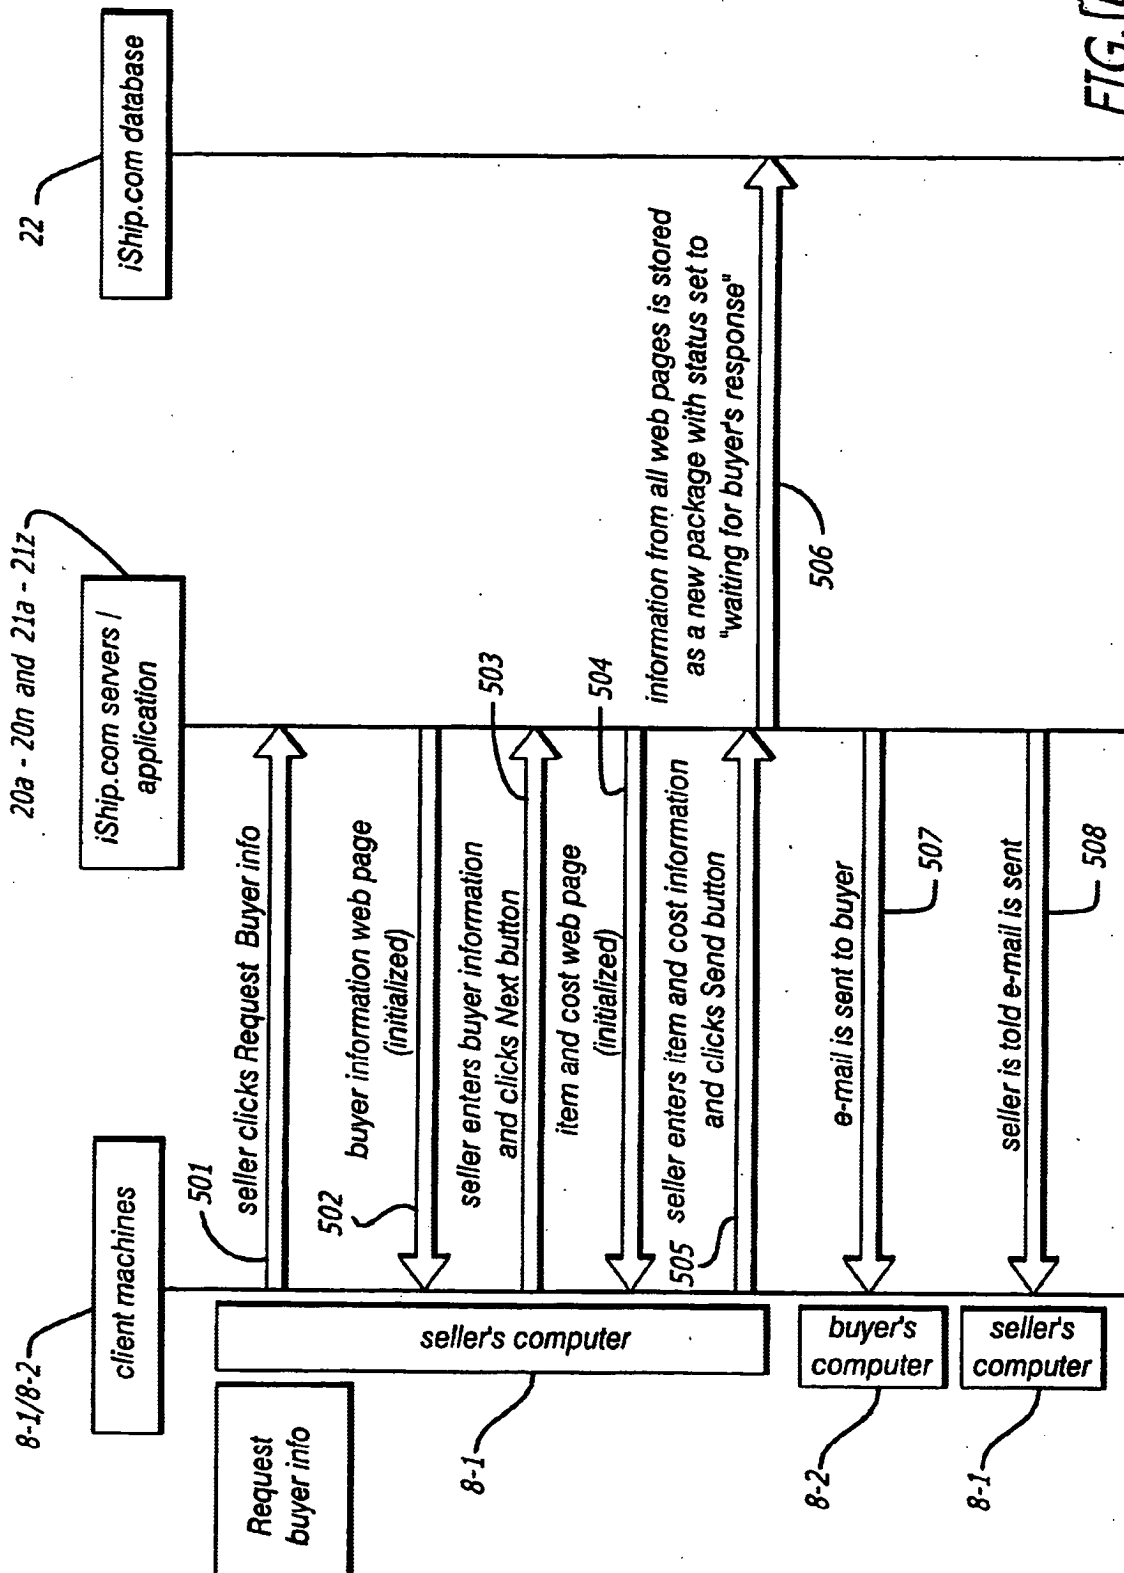 8-1/8-2
client machines
20a - 20n and 21a - 21z
iShip.com servers /
application
22
iShip.com database
Request
buyer info
seller's computer
8-1
501
seller clicks Request Buyer info
502
buyer information web page
(initialized)
seller enters buyer information
and clicks Next button
503
item and cost web page
(initialized)
504
505
seller enters item and cost information
and clicks Send button
information from all web pages is stored
as a new package with status set to
"waiting for buyer's response"
506
buyer's
computer
8-2
e-mail is sent to buyer
507
seller's
computer
8-1
seller is told e-mail is sent
508
FIG.